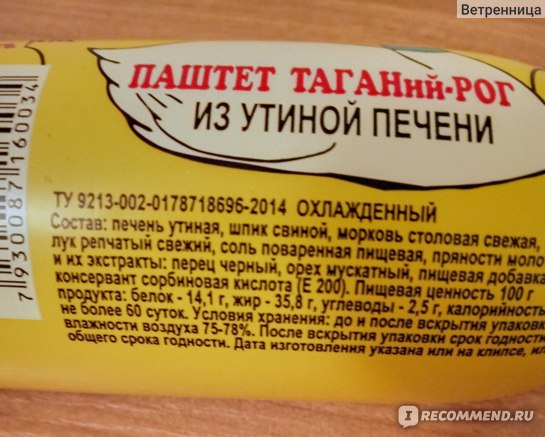 Ветренница
ПАШТЕТ ТАГАНий-РОГ
ИЗ УТИНОЙ ПЕЧЕНИ
ТУ 9213-002-0178718696-2014 ОХЛАЖДЕННЫЙ
Состав: печень утиная, шпик свиной, морковь столовая свежая,
лук репчатый свежий, соль поваренная пищевая, пряности моло
и их экстракты: перец черный, орех мускатный, пищевая добавка
консервант сорбиновая кислота (Е 200). Пищевая ценность 100 г
продукта: белок - 14,1 г, жир - 35,8 г, углеводы - 2,5 г, калорийность
не более 60 суток. Условия хранения: до и после вскрытия упаковк
влажности воздуха 75-78%. После вскрытия упаковки срок годност
общего срока годности. Дата изготовления указана или на клипсе, ил
7930087160034
I RECOMMEND.RU